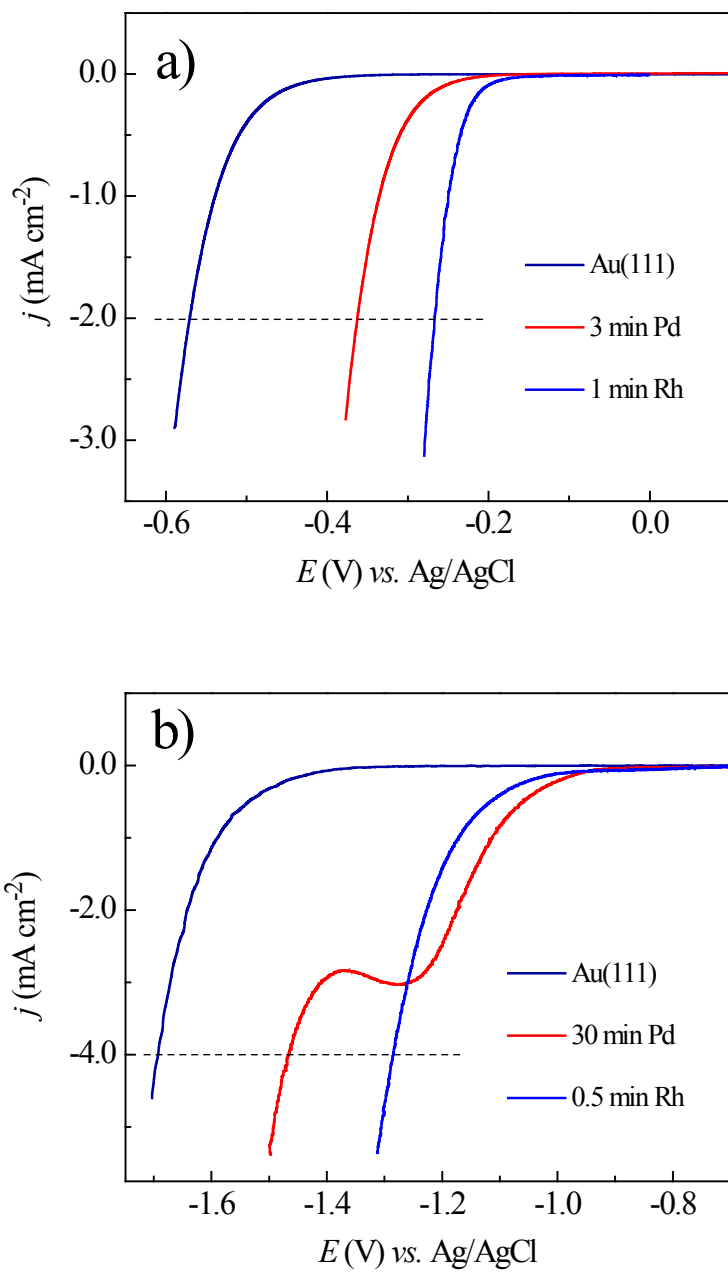 a)
0.0
-1.0
-2.0
-3.0
j (mA cm-2)
Au(111)
3 min Pd
1 min Rh
-0.6 -0.4 -0.2 0.0
E (V) vs. Ag/AgCl
b)
0.0
-2.0
-4.0
j (mA cm-2)
Au(111)
30 min Pd
0.5 min Rh
-1.6 -1.4 -1.2 -1.0 -0.8
E (V) vs. Ag/AgCl